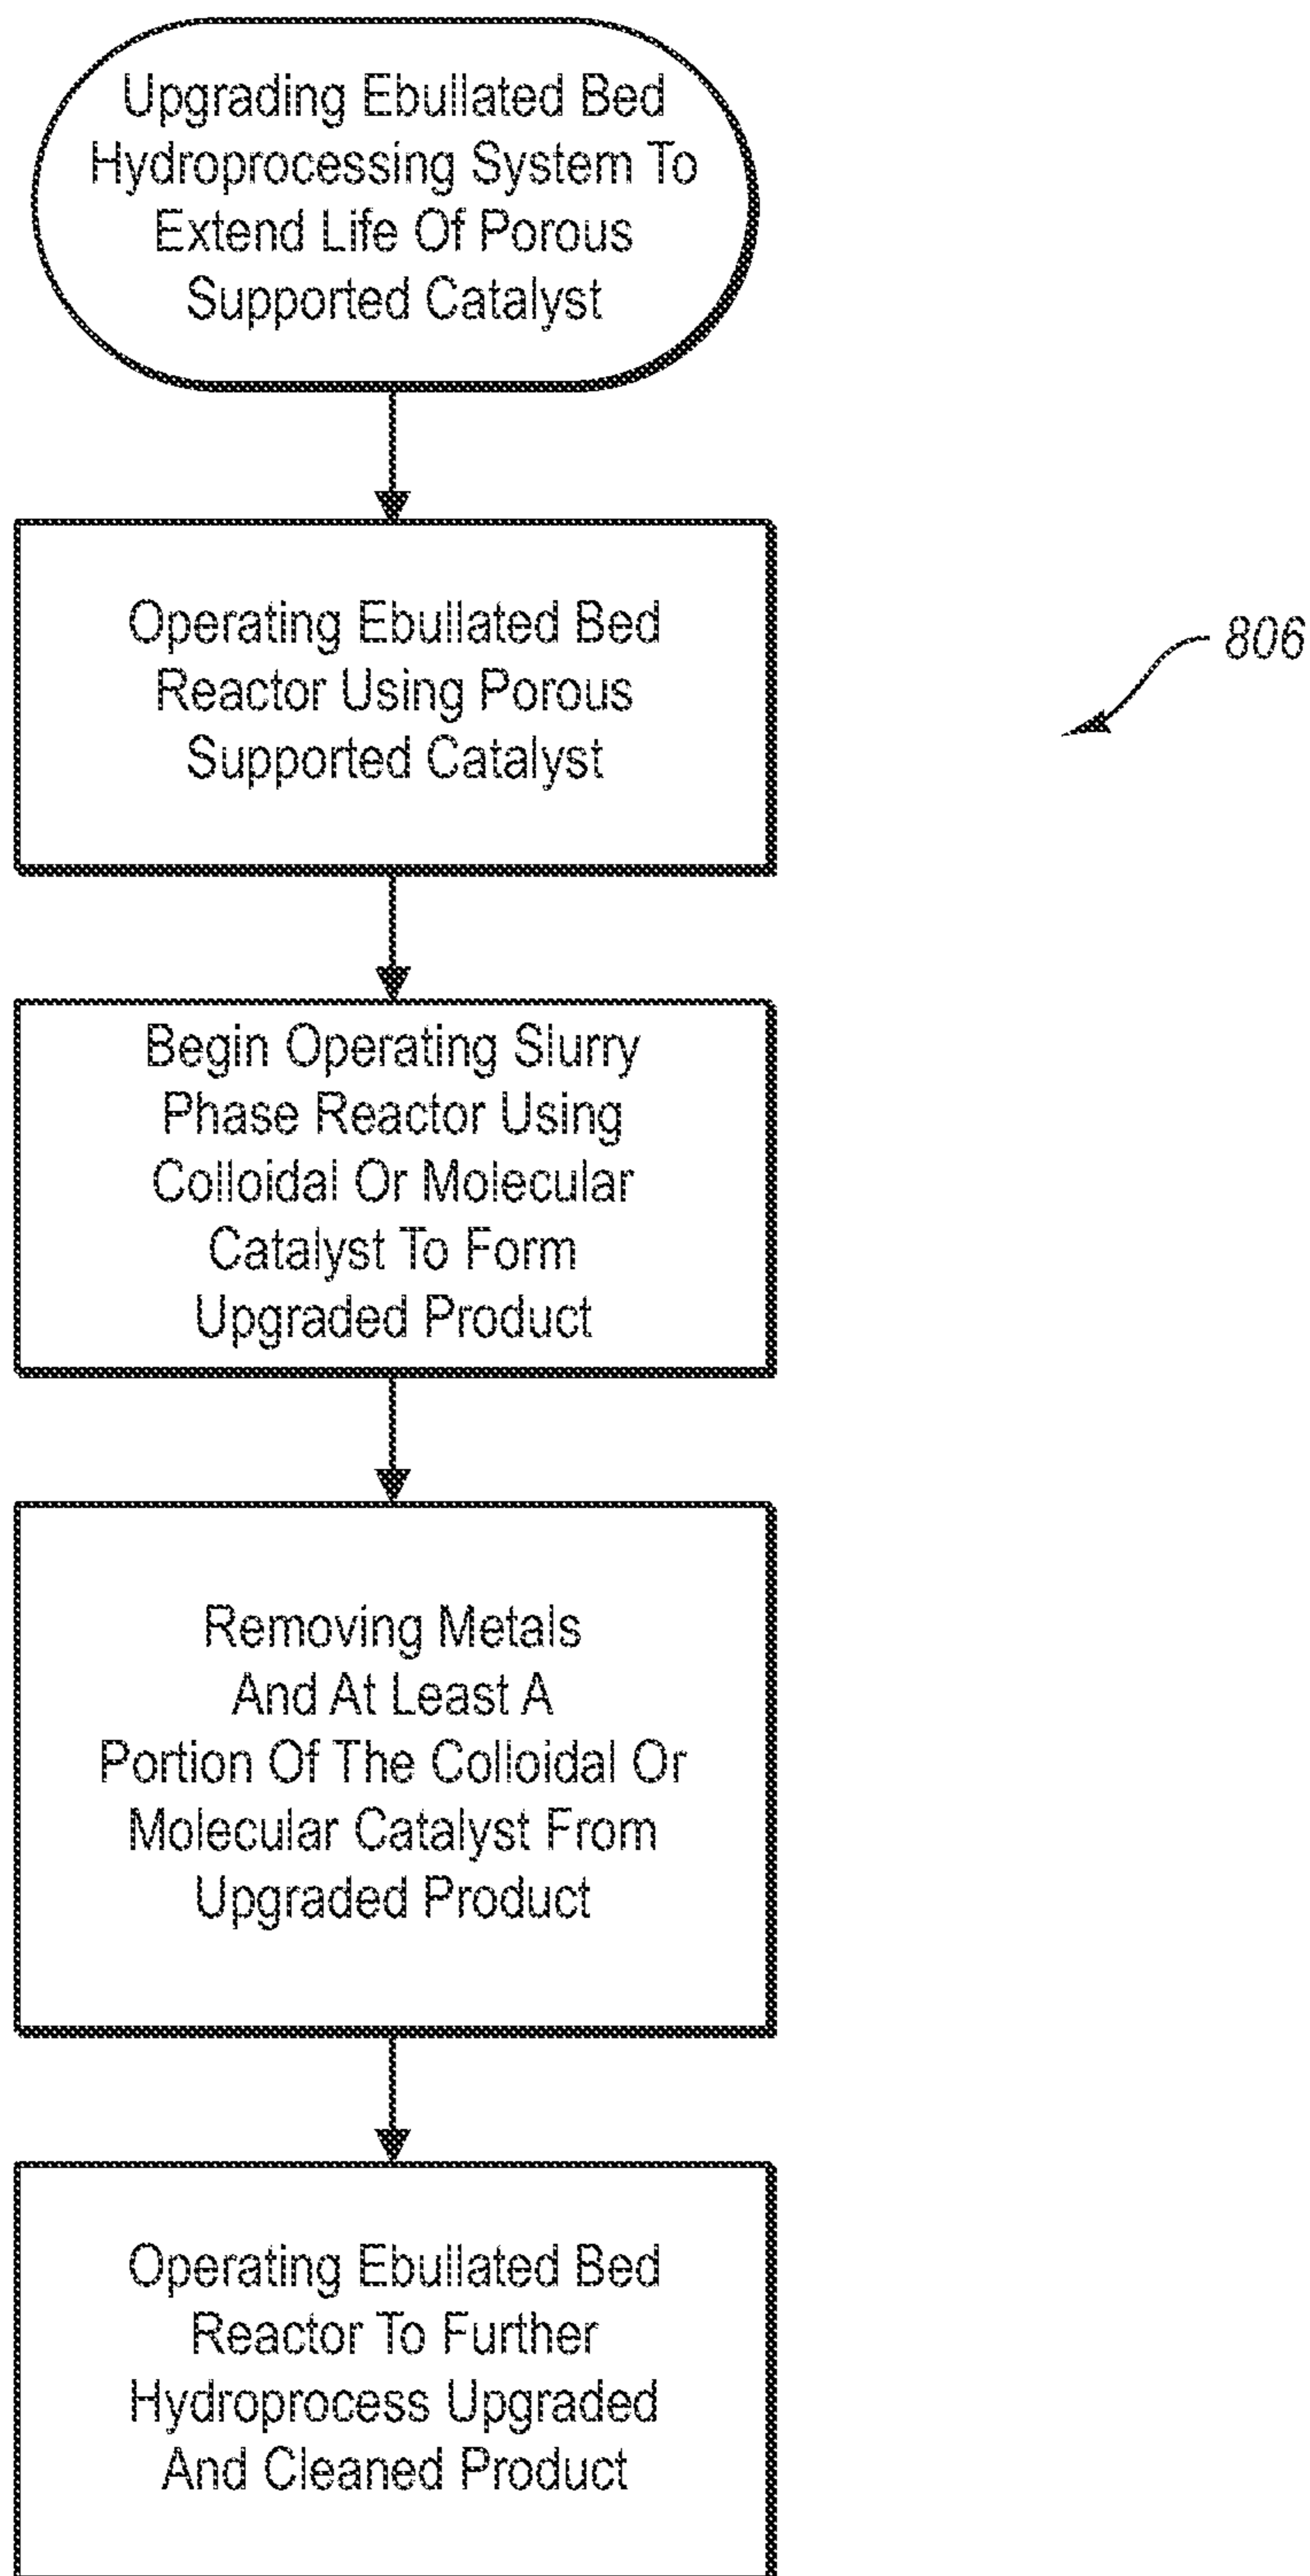 Upgrading Ebullated Bed
Hydroprocessing System To
Extend Life Of Porous
Supported Catalyst
Operating Ebullated Bed
Reactor Using Porous
Supported Catalyst
806
Begin Operating Slurry
Phase Reactor Using
Colloidal Or Molecular
Catalyst To Form
Upgraded Product
Removing Metals
And At Least A
Portion Of The Colloidal Or
Molecular Catalyst From
Upgraded Product
Operating Ebullated Bed
Reactor To Further
Hydroprocess Upgraded
And Cleaned Product